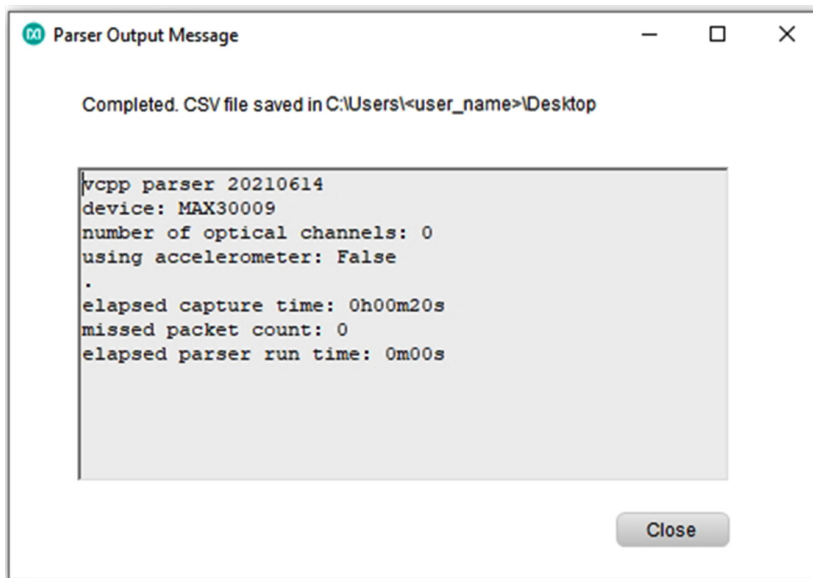 Parser Output Message
Completed. CSV file saved in C:\Users\<user_name>\Desktop
vcpp parser 20210614
device: MAX30009
number of optical channels: 0
using accelerometer: False
.
elapsed capture time: 0h00m20s
missed packet count: 0
elapsed parser run time: 0m00s
Close